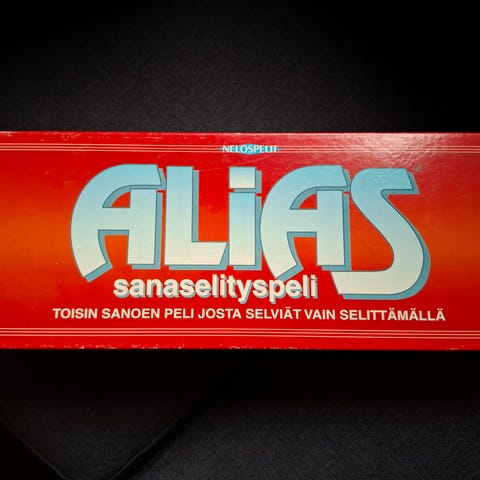 NELOSPELIT
ALiAS
sanaselityspeli
TOISIN SANOEN PELI JOSTA SELVIÄT VAIN SELITTÄMÄLLÄ